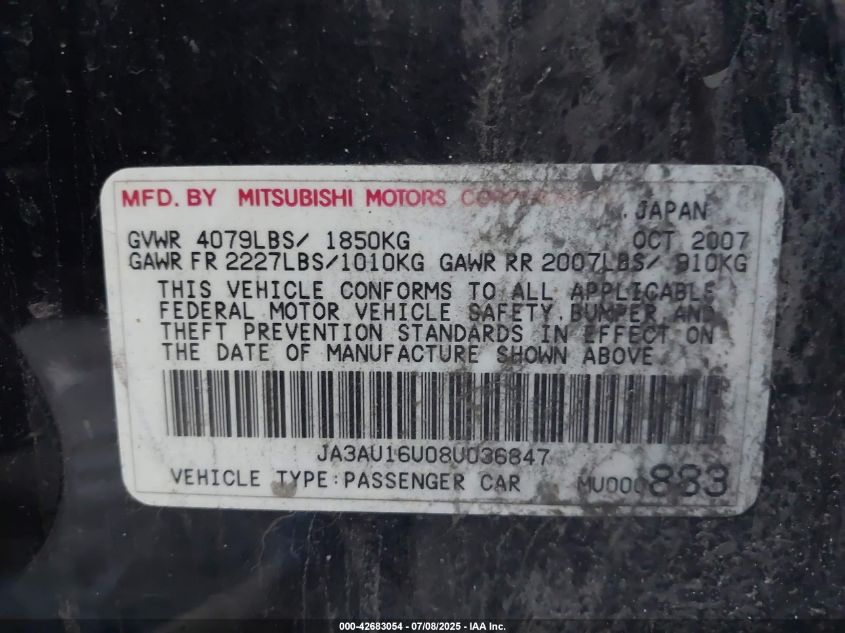 MFD. BY MITSUBISHI MOTORS CORPORATION
JAPAN
GVWR 4079LBS/ 1850KG OCT 2007
GAWR FR 2227LBS/1010KG GAWR RR 2007LBS/ 910KG
THIS VEHICLE CONFORMS TO ALL APPLICABLE
FEDERAL MOTOR VEHICLE SAFETY, BUMPER, AND
THEFT PREVENTION STANDARDS IN EFFECT ON
THE DATE OF MANUFACTURE SHOWN ABOVE.
JA3AU16U08U036847
VEHICLE TYPE:PASSENGER CAR MU000883
000-42683054 - 07/08/2025 - IAA Inc.